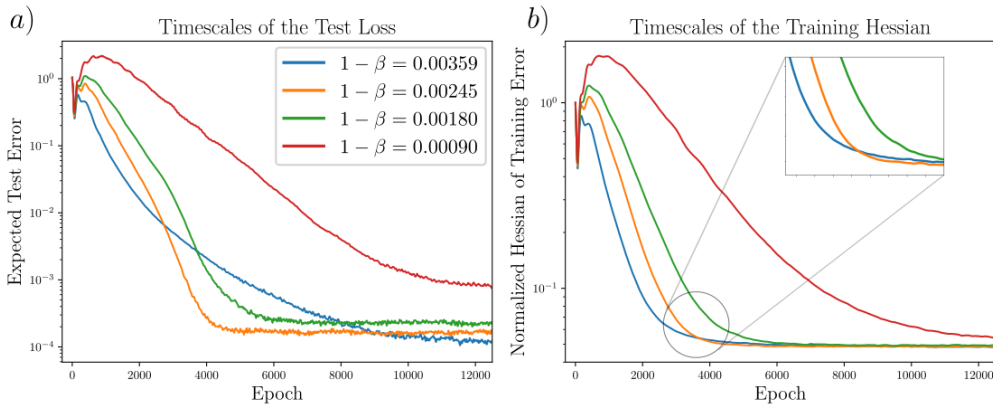 a)
Timescales of the Test Loss
Expected Test Error
10^0
10^{-1}
10^{-2}
10^{-3}
10^{-4}
1 − β = 0.00359
1 − β = 0.00245
1 − β = 0.00180
1 − β = 0.00090
0 2000 4000 6000 8000 10000 12000
Epoch
b)
Timescales of the Training Hessian
Normalized Hessian of Training Error
10^0
10^{-1}
0 2000 4000 6000 8000 10000 12000
Epoch